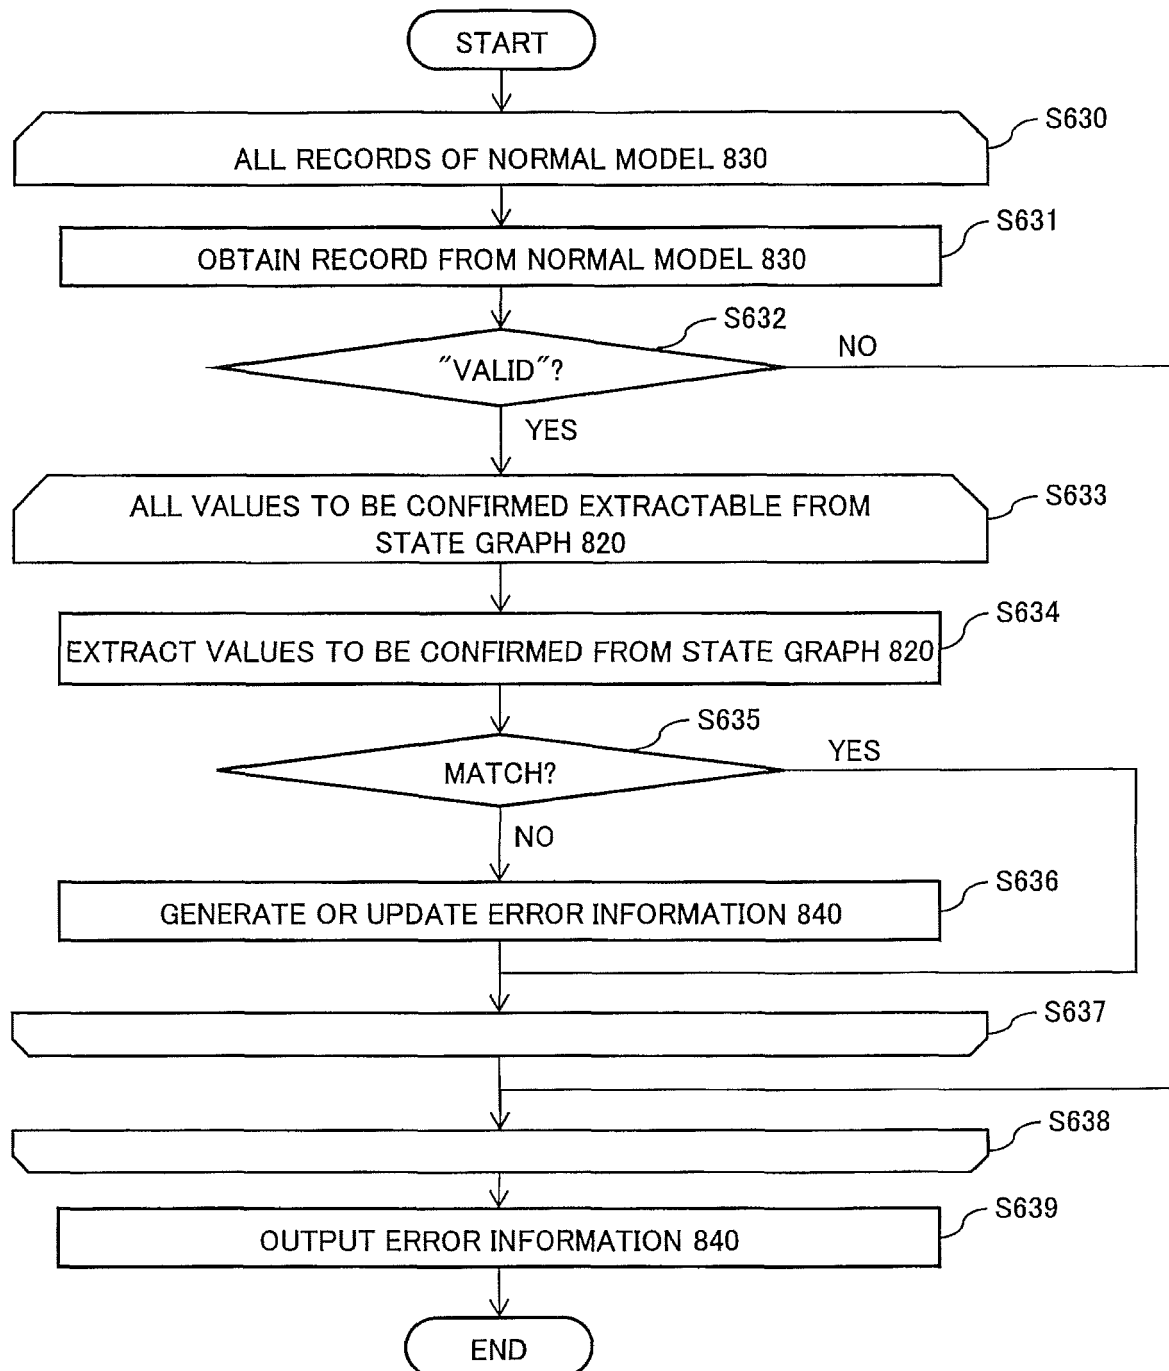 START
S630
ALL RECORDS OF NORMAL MODEL 830
S631
OBTAIN RECORD FROM NORMAL MODEL 830
S632
"VALID"?
NO
YES
S633
ALL VALUES TO BE CONFIRMED EXTRACTABLE FROM
STATE GRAPH 820
S634
EXTRACT VALUES TO BE CONFIRMED FROM STATE GRAPH 820
S635
MATCH?
YES
NO
S636
GENERATE OR UPDATE ERROR INFORMATION 840
S637
S638
S639
OUTPUT ERROR INFORMATION 840
END